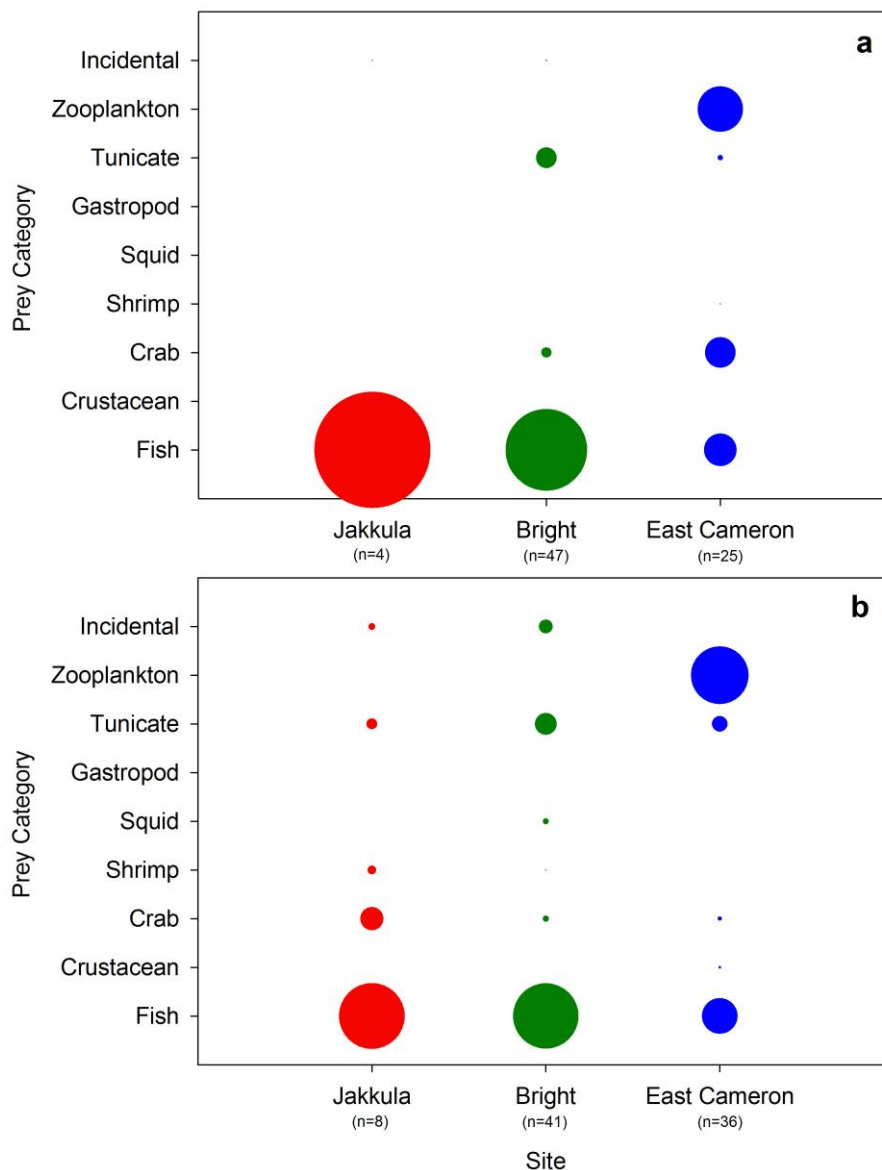 a
Incidental
Zooplankton
Tunicate
Gastropod
Squid
Shrimp
Crab
Crustacean
Fish
Prey Category
Jakkula Bright East Cameron
(n=4) (n=47) (n=25)
b
Incidental
Zooplankton
Tunicate
Gastropod
Squid
Shrimp
Crab
Crustacean
Fish
Prey Category
Jakkula Bright East Cameron
(n=8) (n=41) (n=36)
Site